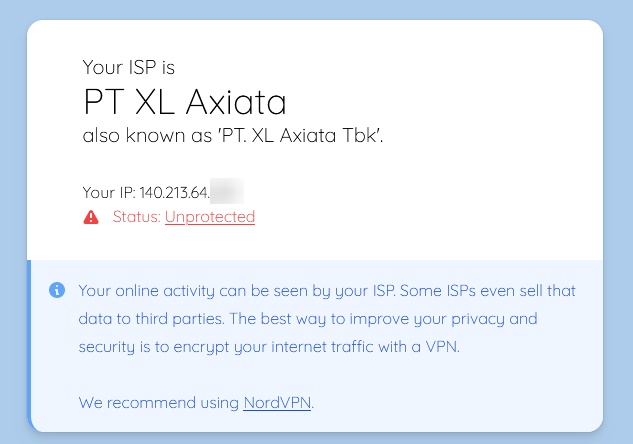 Your ISP is
PT XL Axiata
also known as 'PT. XL Axiata Tbk'.
Your IP: 140.213.64.
Status: Unprotected
Your online activity can be seen by your ISP. Some ISPs even sell that
data to third parties. The best way to improve your privacy and
security is to encrypt your internet traffic with a VPN.
We recommend using NordVPN.